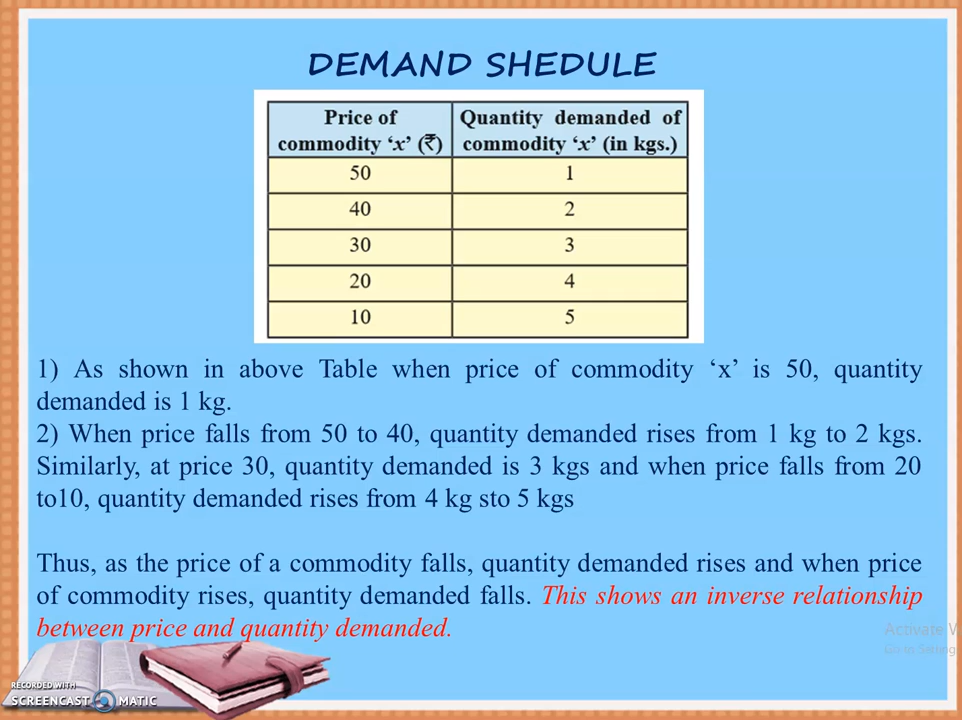 DEMAND SHEDULE
Price of commodity ‘x’ (₹) Quantity demanded of commodity ‘x’ (in kgs.)
50 1
40 2
30 3
20 4
10 5
1) As shown in above Table when price of commodity ‘x’ is 50, quantity
demanded is 1 kg.
2) When price falls from 50 to 40, quantity demanded rises from 1 kg to 2 kgs.
Similarly, at price 30, quantity demanded is 3 kgs and when price falls from 20
to10, quantity demanded rises from 4 kg sto 5 kgs
Thus, as the price of a commodity falls, quantity demanded rises and when price
of commodity rises, quantity demanded falls. This shows an inverse relationship
between price and quantity demanded.
Activate
Go to Setting
RECORDED WITH
SCREENCAST MATIC